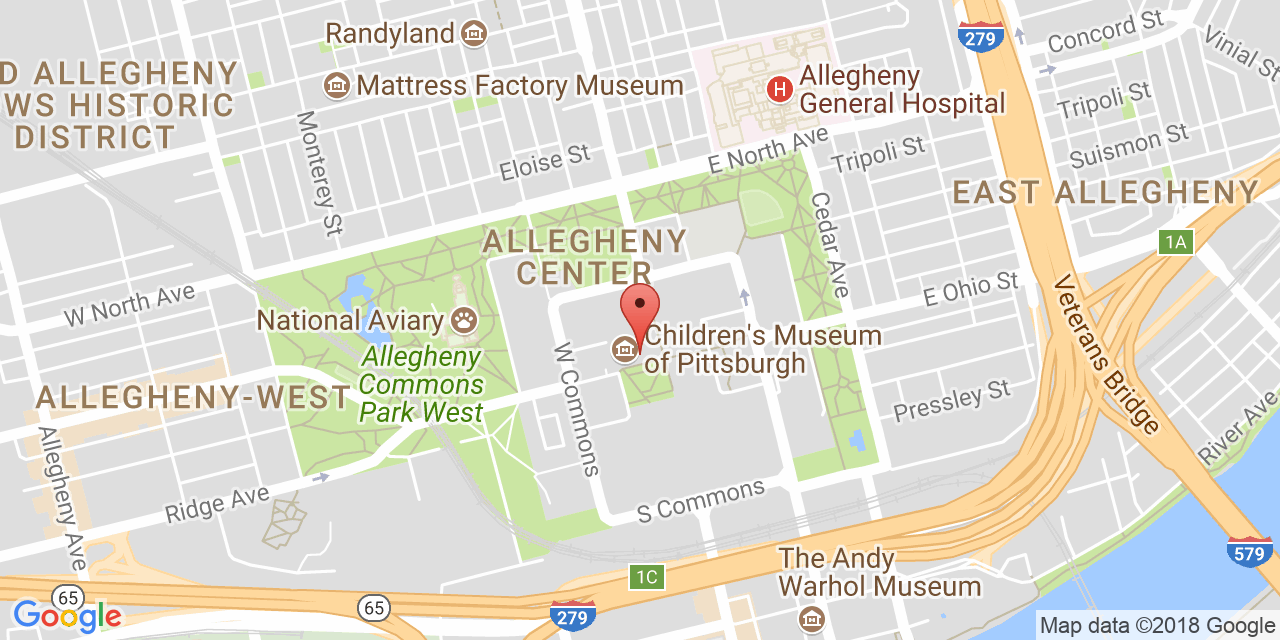 Randyland
Mattress Factory Museum
D ALLEGHENY
WS HISTORIC
DISTRICT
Monterey St
Eloise St
279
Concord St
Vinial St
H
Allegheny
General Hospital
Tripoli St
E North Ave
Tripoli St
Suismon St
EAST ALLEGHENY
Cedar Ave
1A
ALLEGHENY
CENTER
W North Ave
National Aviary
Allegheny
Commons
Park West
E Ohio St
Veterans Bridge
Children's Museum
of Pittsburgh
W Commons
ALLEGHENY-WEST
Pressley St
River Ave
Allegheny Ave
Ridge Ave
S Commons
The Andy
Warhol Museum
579
1C
65
65
279
Google
Map data ©2018 Google